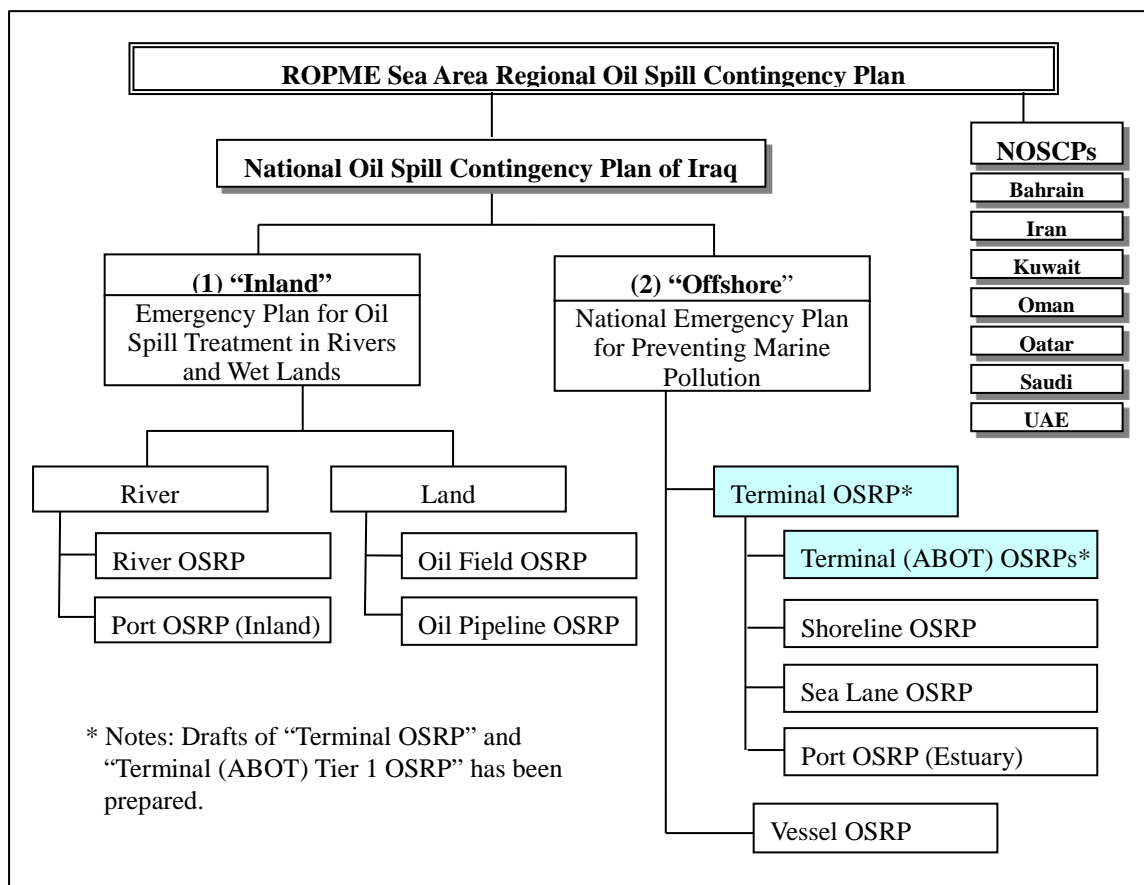 ROPME Sea Area Regional Oil Spill Contingency Plan
National Oil Spill Contingency Plan of Iraq
NOSCPs
Bahrain
Iran
Kuwait
Oman
Qatar
Saudi
UAE
(1) “Inland”
Emergency Plan for Oil
Spill Treatment in Rivers
and Wet Lands
(2) “Offshore”
National Emergency Plan
for Preventing Marine
Pollution
River
River OSRP
Port OSRP (Inland)
Land
Oil Field OSRP
Oil Pipeline OSRP
Terminal OSRP*
Terminal (ABOT) OSRPs*
Shoreline OSRP
Sea Lane OSRP
Port OSRP (Estuary)
Vessel OSRP
* Notes: Drafts of “Terminal OSRP” and
“Terminal (ABOT) Tier 1 OSRP” has been
prepared.